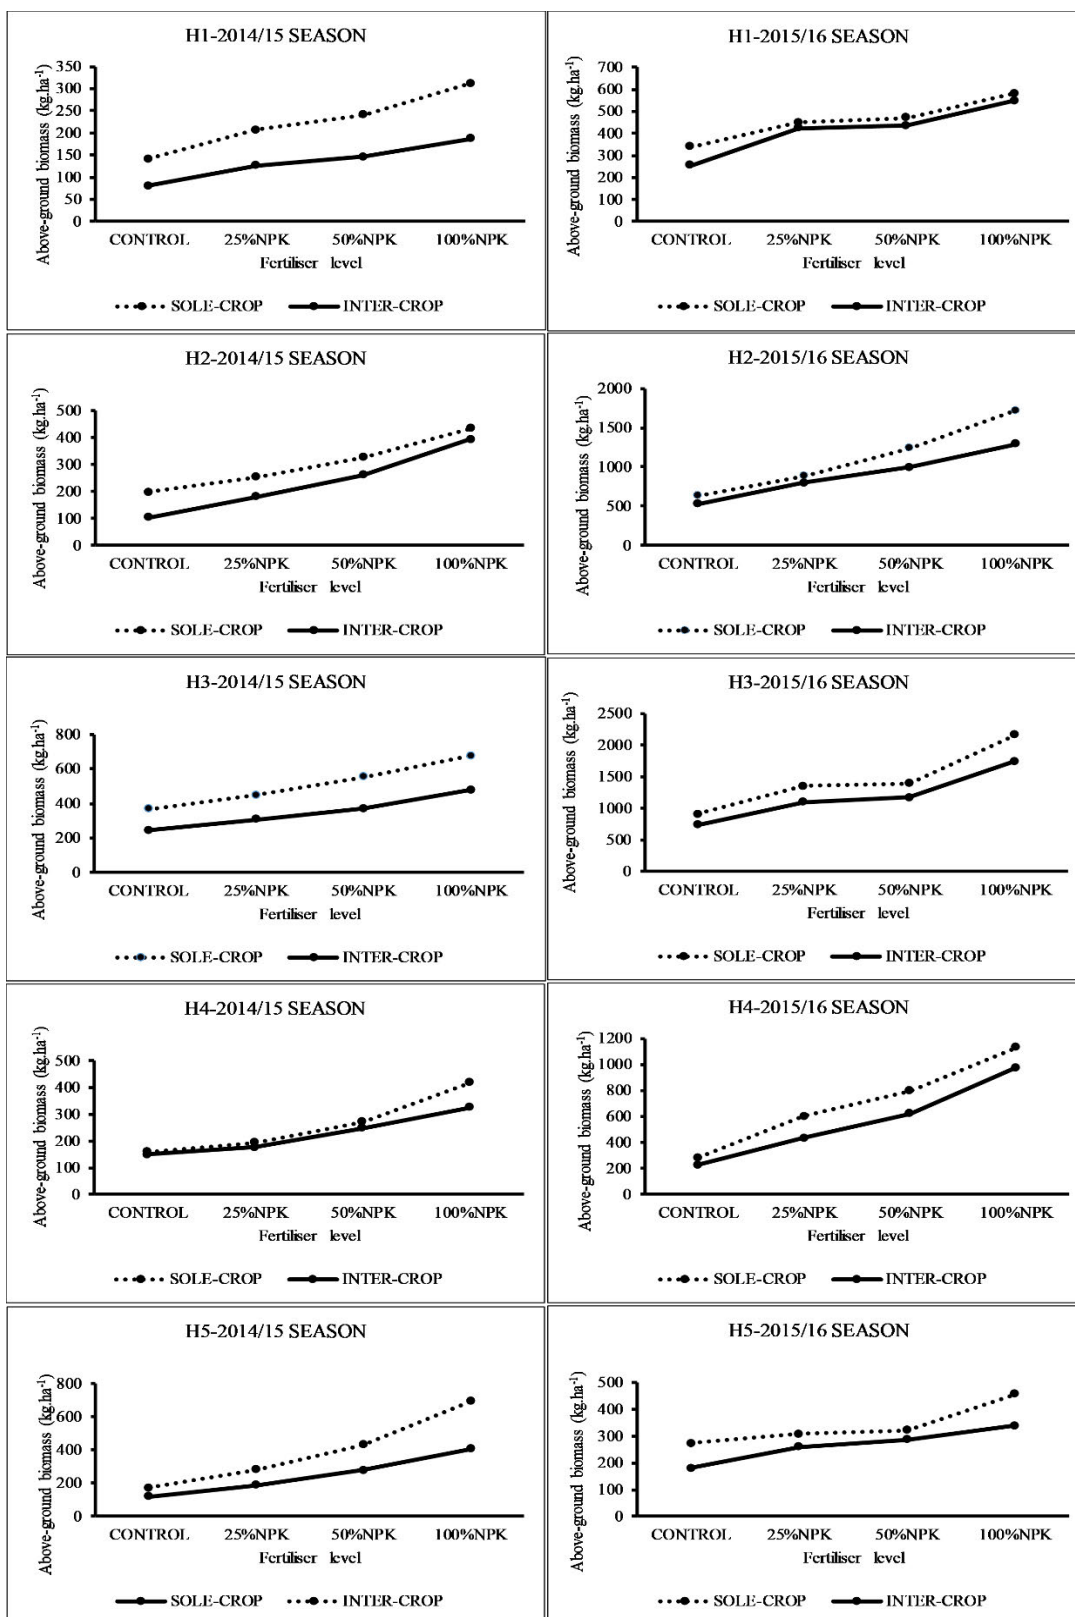 H1-2014/15 SEASON
Above-ground biomass (kg.ha-1)
350
300
250
200
150
100
50
0
CONTROL 25%NPK 50%NPK 100%NPK
Fertiliser level
SOLE-CROP INTER-CROP
H1-2015/16 SEASON
Above-ground biomass (kg.ha-1)
700
600
500
400
300
200
100
0
CONTROL 25%NPK 50%NPK 100%NPK
Fertiliser level
SOLE-CROP INTER-CROP
H2-2014/15 SEASON
Above-ground biomass (kg.ha-1)
500
400
300
200
100
0
CONTROL 25%NPK 50%NPK 100%NPK
Fertiliser level
SOLE-CROP INTER-CROP
H2-2015/16 SEASON
Above-ground biomass (kg.ha-1)
2000
1500
1000
500
0
CONTROL 25%NPK 50%NPK 100%NPK
Fertiliser level
SOLE-CROP INTER-CROP
H3-2014/15 SEASON
Above-ground biomass (kg.ha-1)
800
600
400
200
0
CONTROL 25%NPK 50%NPK 100%NPK
Fertiliser level
SOLE-CROP INTER-CROP
H3-2015/16 SEASON
Above-ground biomass (kg.ha-1)
2500
2000
1500
1000
500
0
CONTROL 25%NPK 50%NPK 100%NPK
Fertiliser level
SOLE-CROP INTER-CROP
H4-2014/15 SEASON
Above-ground biomass (kg.ha-1)
500
400
300
200
100
0
CONTROL 25%NPK 50%NPK 100%NPK
Fertiliser level
SOLE-CROP INTER-CROP
H4-2015/16 SEASON
Above-ground biomass (kg.ha-1)
1200
1000
800
600
400
200
0
CONTROL 25%NPK 50%NPK 100%NPK
Fertiliser level
SOLE-CROP INTER-CROP
H5-2014/15 SEASON
Above-ground biomass (kg.ha-1)
800
600
400
200
0
CONTROL 25%NPK 50%NPK 100%NPK
Fertiliser level
SOLE-CROP INTER-CROP
H5-2015/16 SEASON
Above-ground biomass (kg.ha-1)
500
400
300
200
100
0
CONTROL 25%NPK 50%NPK 100%NPK
Fertiliser level
SOLE-CROP INTER-CROP